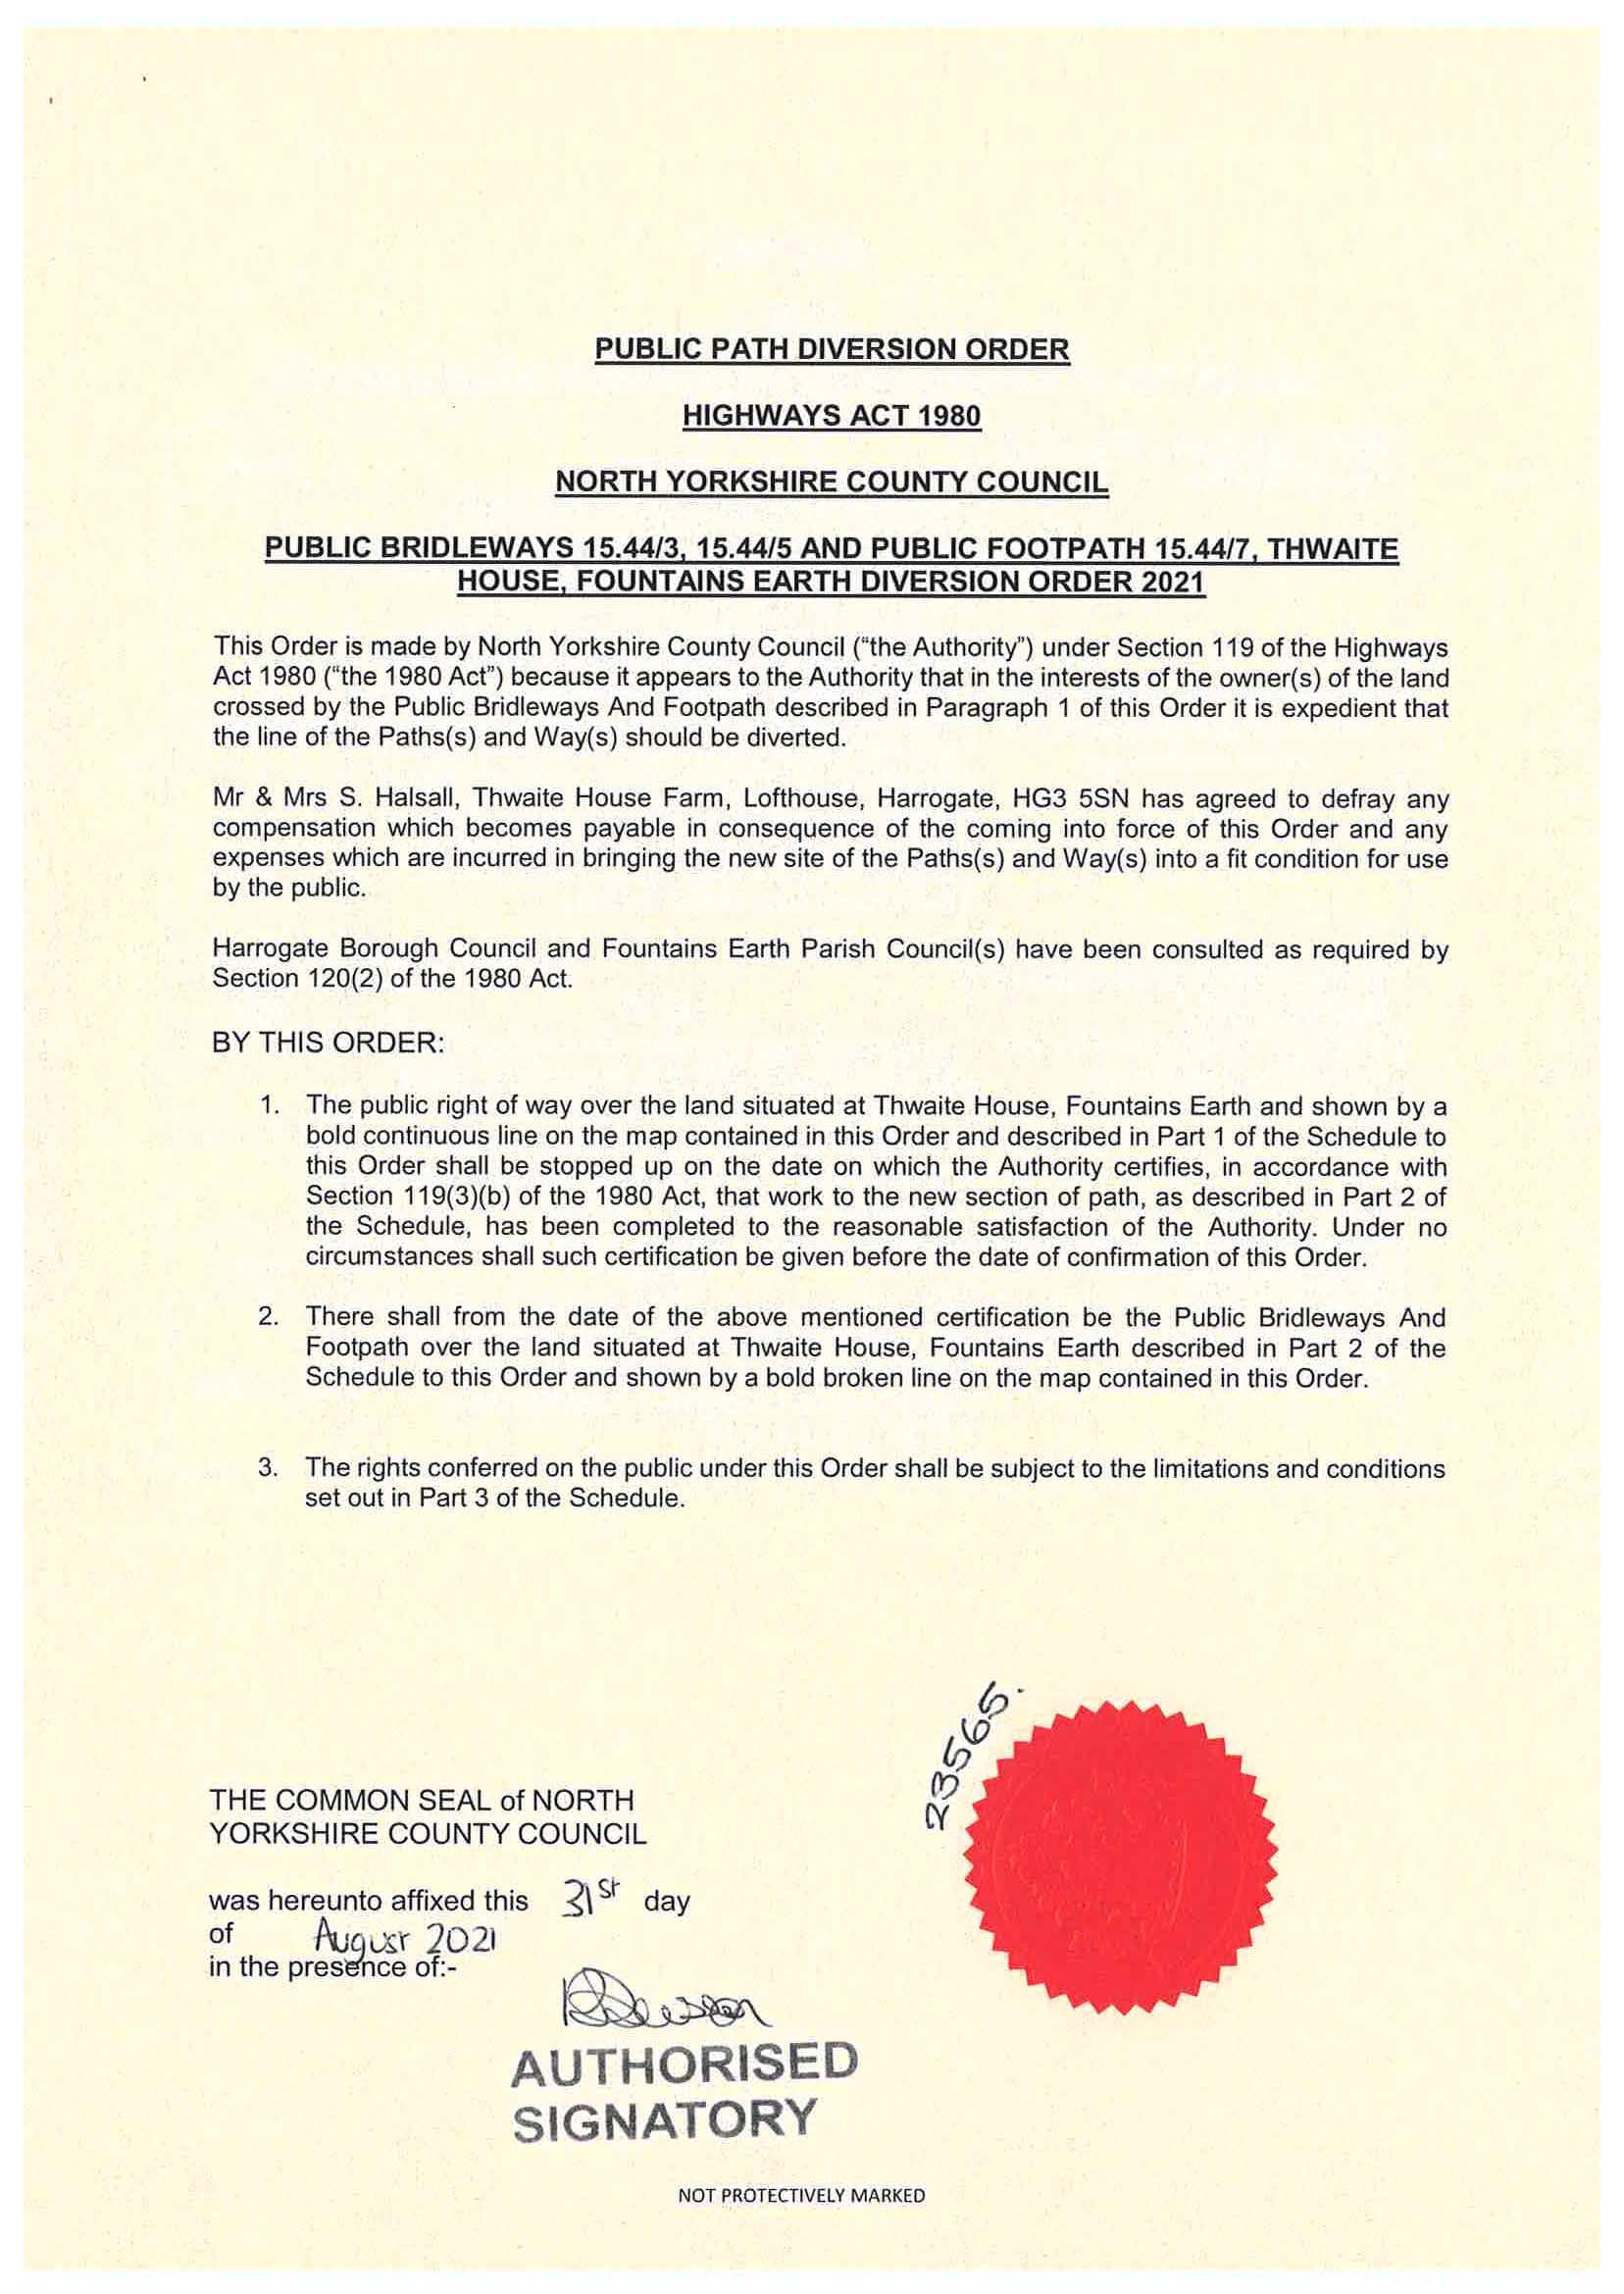 PUBLIC PATH DIVERSION ORDER
HIGHWAYS ACT 1980
NORTH YORKSHIRE COUNTY COUNCIL
PUBLIC BRIDLEWAYS 15.44/3, 15.44/5 AND PUBLIC FOOTPATH 15.44/7, THWAITE
HOUSE, FOUNTAINS EARTH DIVERSION ORDER 2021
This Order is made by North Yorkshire County Council (“the Authority”) under Section 119 of the Highways
Act 1980 (“the 1980 Act”) because it appears to the Authority that in the interests of the owner(s) of the land
crossed by the Public Bridleways And Footpath described in Paragraph 1 of this Order it is expedient that
the line of the Paths(s) and Way(s) should be diverted.
Mr & Mrs S. Halsall, Thwaite House Farm, Lofthouse, Harrogate, HG3 5SN has agreed to defray any
compensation which becomes payable in consequence of the coming into force of this Order and any
expenses which are incurred in bringing the new site of the Paths(s) and Way(s) into a fit condition for use
by the public.
Harrogate Borough Council and Fountains Earth Parish Council(s) have been consulted as required by
Section 120(2) of the 1980 Act.
BY THIS ORDER:
1. The public right of way over the land situated at Thwaite House, Fountains Earth and shown by a
bold continuous line on the map contained in this Order and described in Part 1 of the Schedule to
this Order shall be stopped up on the date on which the Authority certifies, in accordance with
Section 119(3)(b) of the 1980 Act, that work to the new section of path, as described in Part 2 of
the Schedule, has been completed to the reasonable satisfaction of the Authority. Under no
circumstances shall such certification be given before the date of confirmation of this Order.
2. There shall from the date of the above mentioned certification be the Public Bridleways And
Footpath over the land situated at Thwaite House, Fountains Earth described in Part 2 of the
Schedule to this Order and shown by a bold broken line on the map contained in this Order.
3. The rights conferred on the public under this Order shall be subject to the limitations and conditions
set out in Part 3 of the Schedule.
23565.
THE COMMON SEAL of NORTH
YORKSHIRE COUNTY COUNCIL
was hereunto affixed this 31st day
of August 2021
in the presence of:-
AUTHORISED
SIGNATORY
NOT PROTECTIVELY MARKED